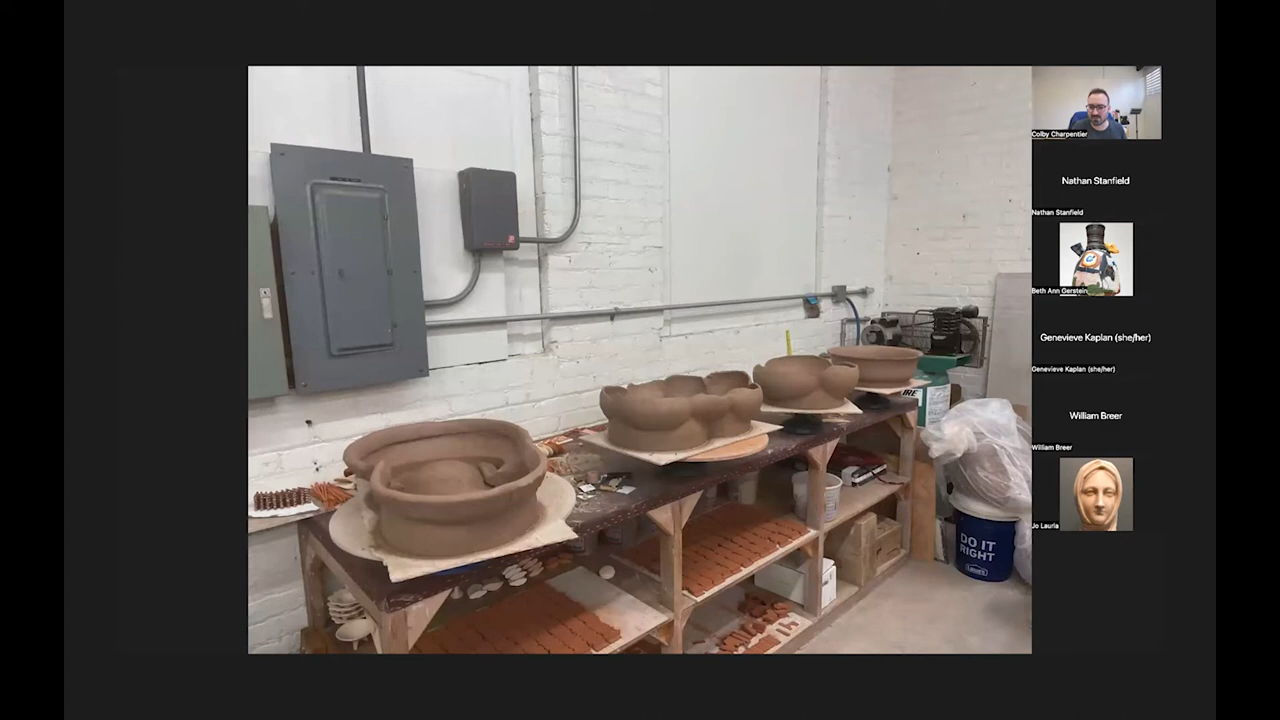 Colby Charpentier
Nathan Stanfield
Nathan Stanfield
Beth Ann Gerstein
Genevieve Kaplan (she/her)
Genevieve Kaplan (she/her)
William Breer
William Breer
Jo Lauria
DO IT
RIGHT
Lowe's